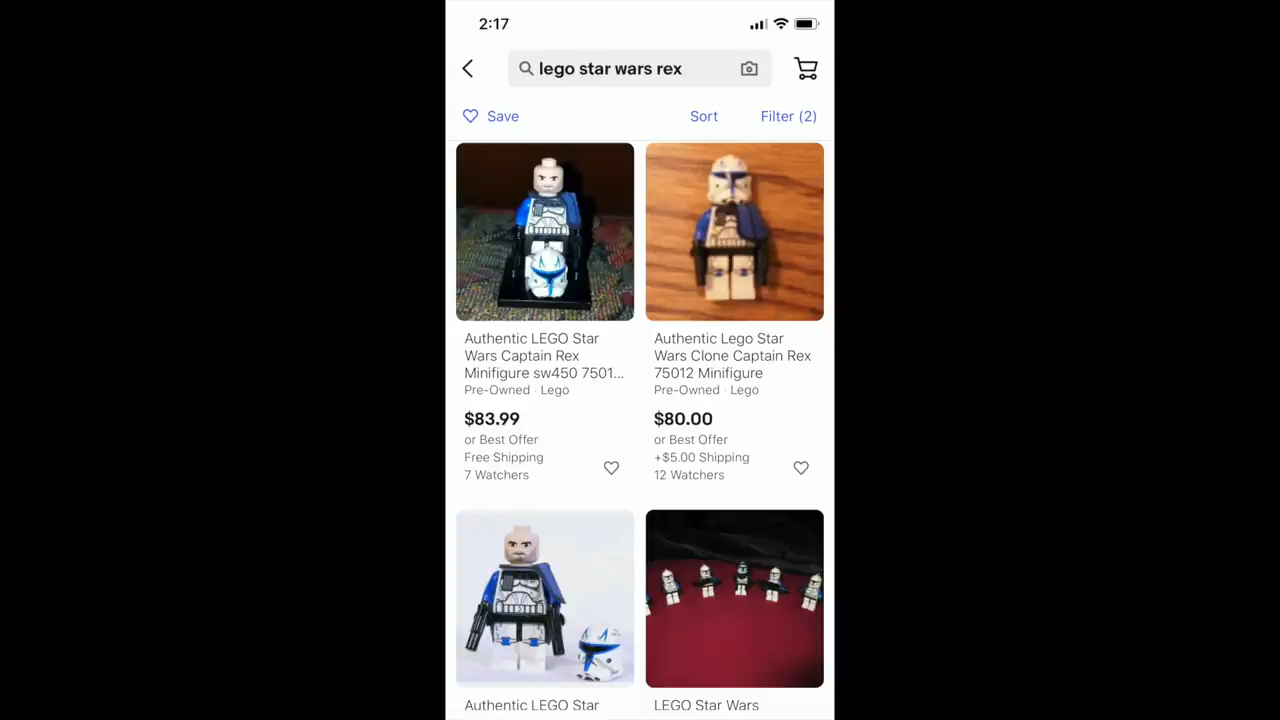 2:17
lego star wars rex
Save
Sort
Filter (2)
Authentic LEGO Star
Wars Captain Rex
Minifigure sw450 7501...
Pre-Owned · Lego
$83.99
or Best Offer
Free Shipping
7 Watchers
Authentic Lego Star
Wars Clone Captain Rex
75012 Minifigure
Pre-Owned · Lego
$80.00
or Best Offer
+$5.00 Shipping
12 Watchers
Authentic LEGO Star
LEGO Star Wars